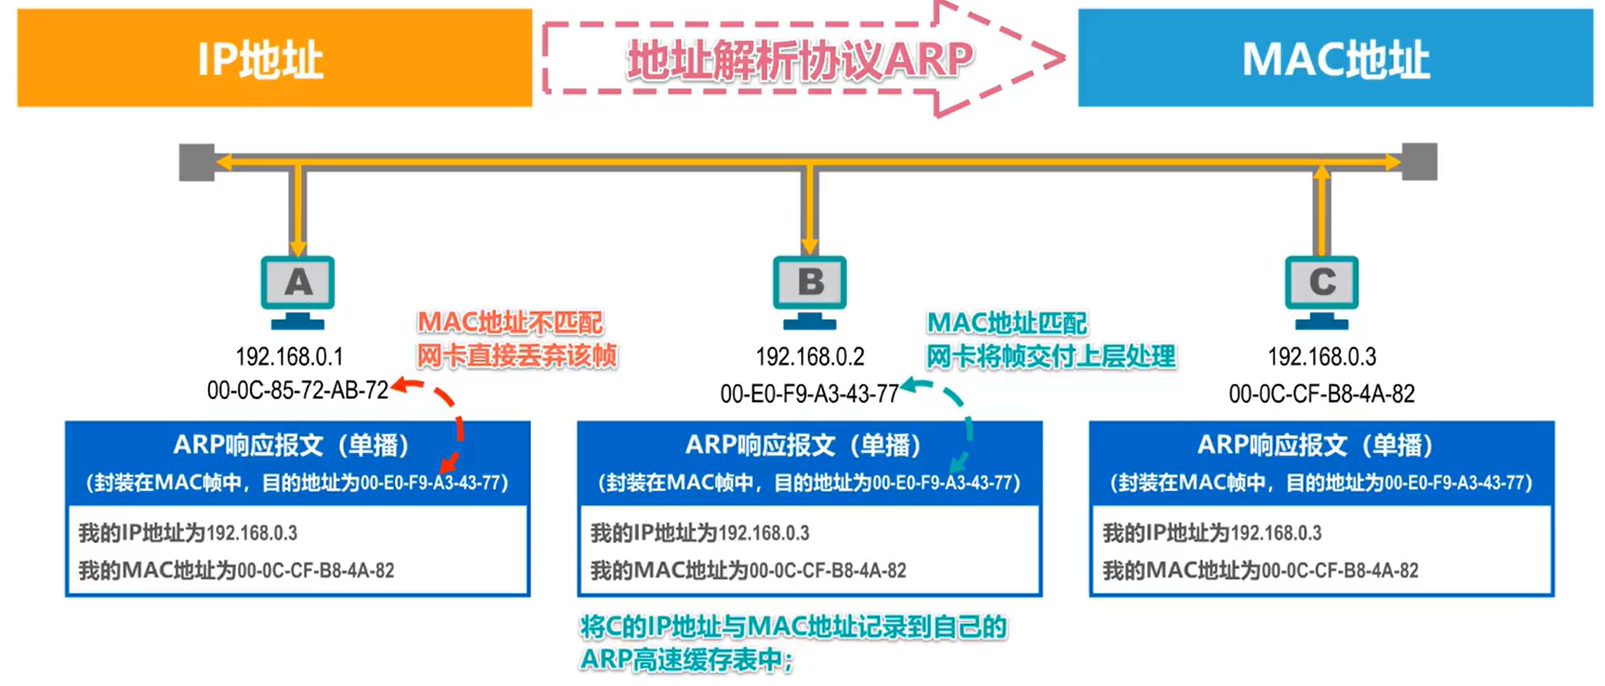 IP地址
地址解析协议ARP
MAC地址
A
B
C
MAC地址不匹配
网卡直接丢弃该帧
MAC地址匹配
网卡将帧交付上层处理
192.168.0.1
00-0C-85-72-AB-72
192.168.0.2
00-E0-F9-A3-43-77
192.168.0.3
00-0C-CF-B8-4A-82
ARP响应报文（单播）
（封装在MAC帧中，目的地址为00-E0-F9-A3-43-77）
我的IP地址为192.168.0.3
我的MAC地址为00-0C-CF-B8-4A-82
ARP响应报文（单播）
（封装在MAC帧中，目的地址为00-E0-F9-A3-43-77）
我的IP地址为192.168.0.3
我的MAC地址为00-0C-CF-B8-4A-82
ARP响应报文（单播）
（封装在MAC帧中，目的地址为00-E0-F9-A3-43-77）
我的IP地址为192.168.0.3
我的MAC地址为00-0C-CF-B8-4A-82
将C的IP地址与MAC地址记录到自己的
ARP高速缓存表中；